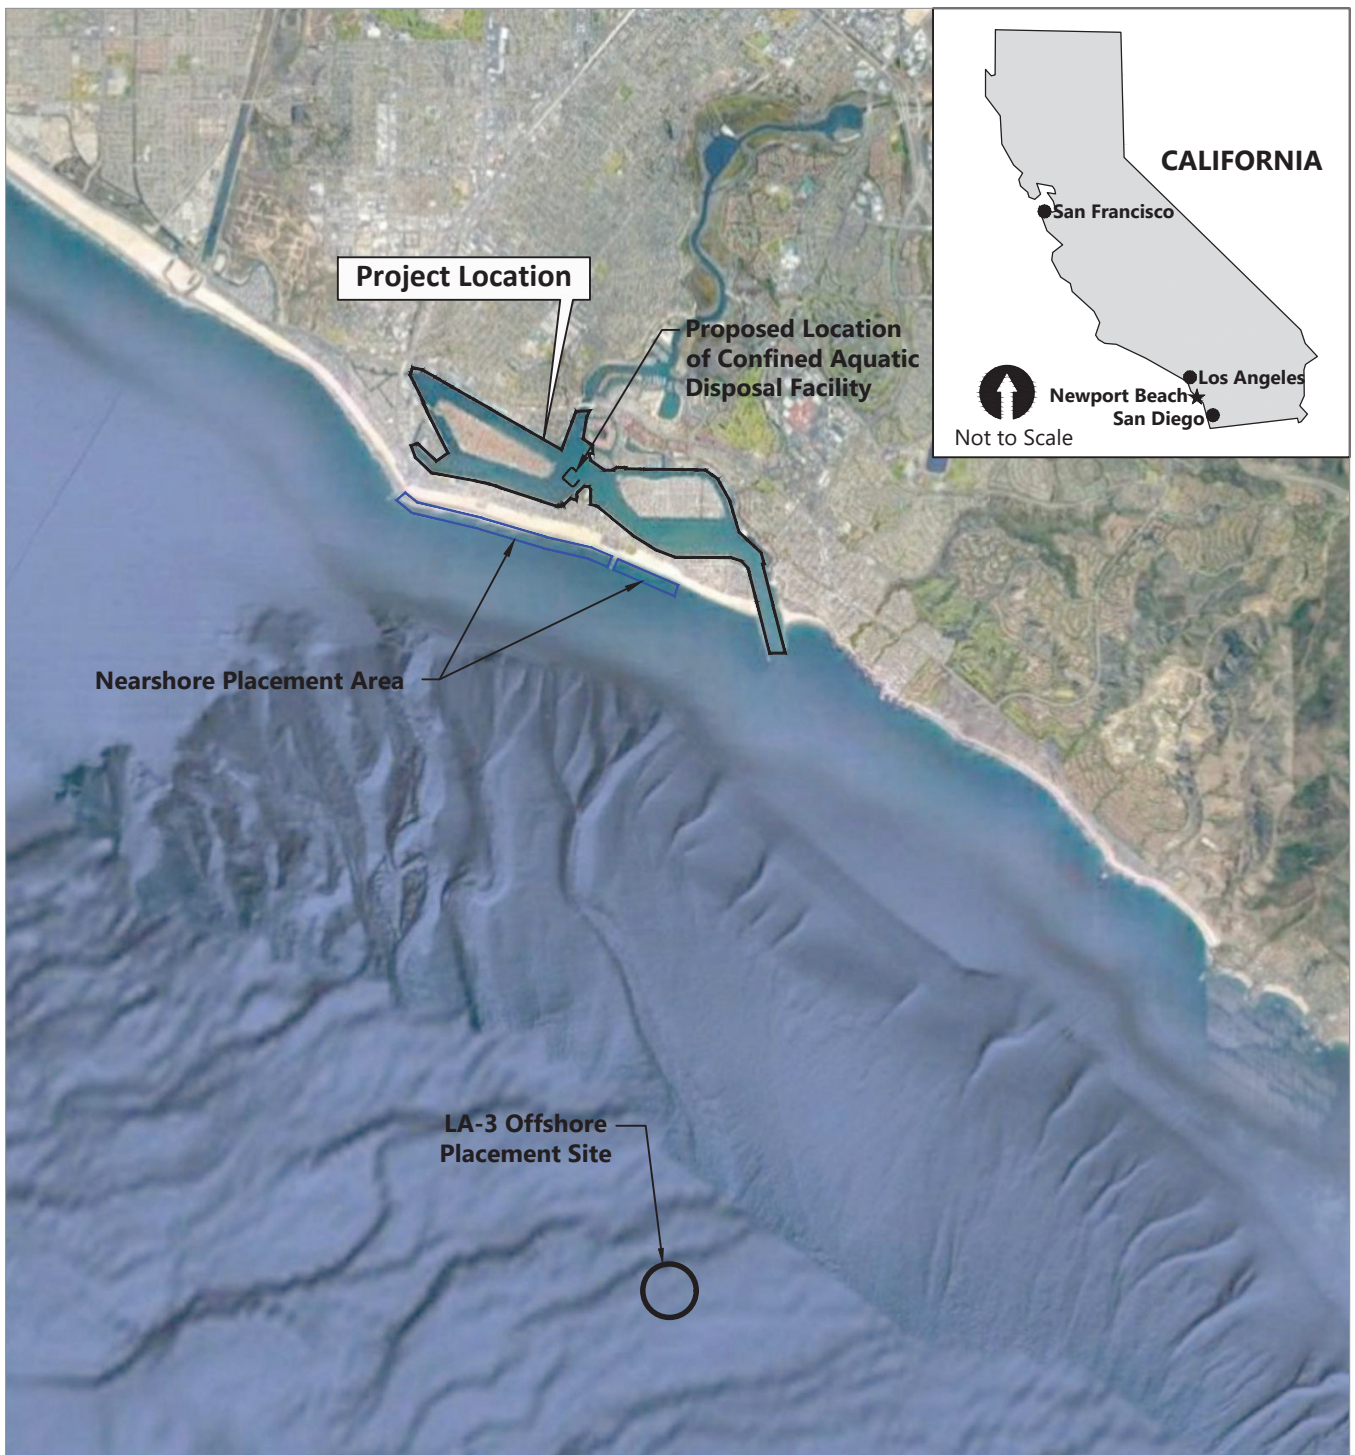 CALIFORNIA
San Francisco
Los Angeles
Newport Beach
San Diego
Not to Scale
Project Location
Proposed Location
of Confined Aquatic
Disposal Facility
Nearshore Placement Area
LA-3 Offshore
Placement Site